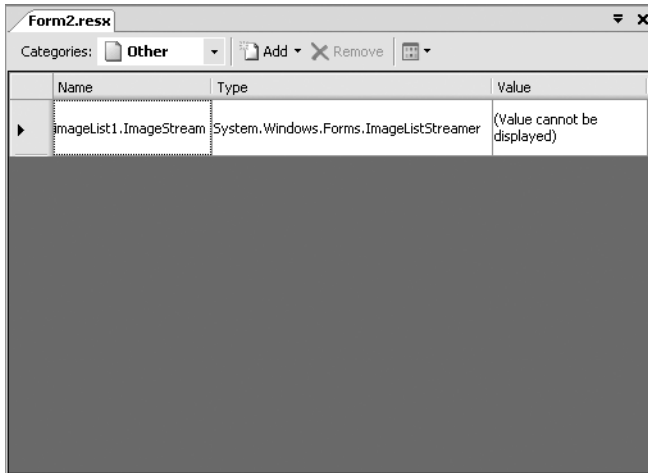 Form2.resx
Categories: Other Add Remove
Name Type Value
imageList1.ImageStream System.Windows.Forms.ImageListStreamer (Value cannot be
displayed)